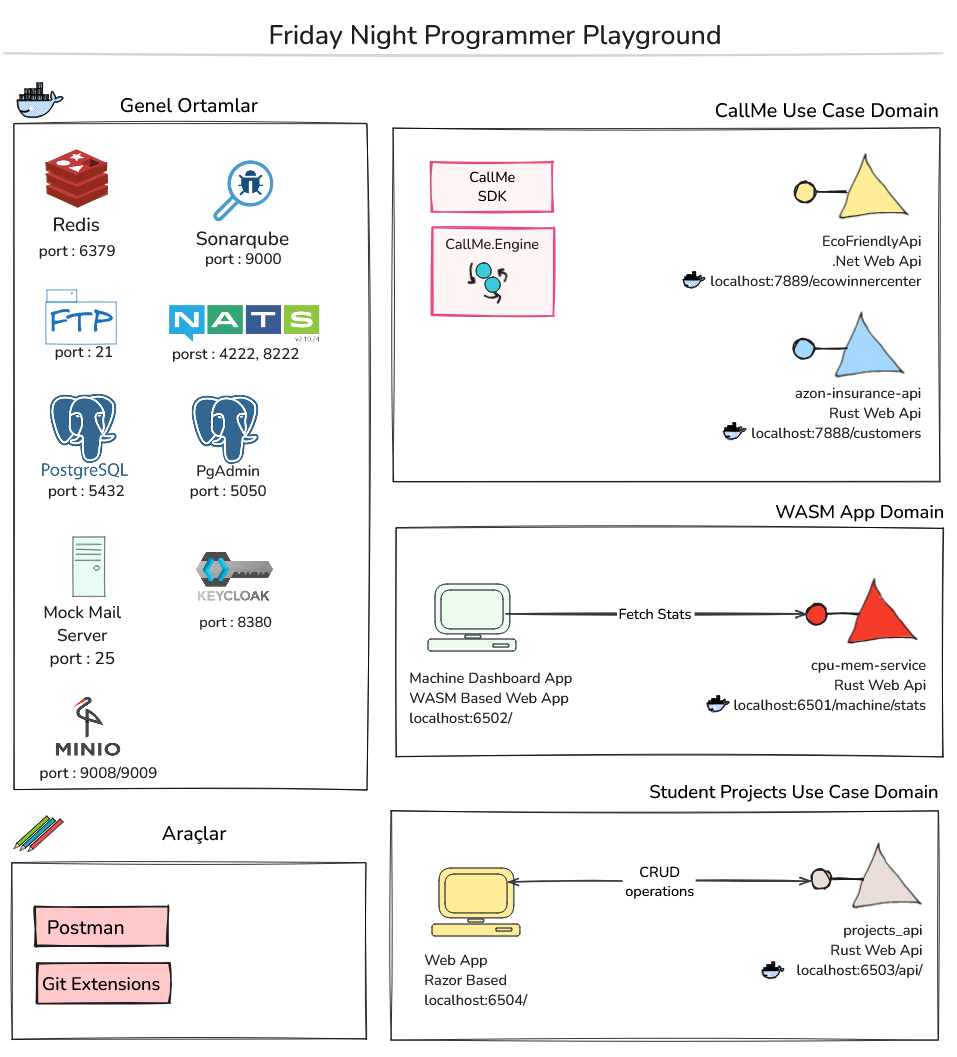 Friday Night Programmer Playground
Genel Ortamlar
Redis
port : 6379
Sonarqube
port : 9000
FTP
port : 21
NATS
v2.10.24
porst : 4222, 8222
PostgreSQL
port : 5432
PgAdmin
port : 5050
Mock Mail
Server
port : 25
KEYCLOAK
port : 8380
MINIO
port : 9008/9009
Araçlar
Postman
Git Extensions
CallMe Use Case Domain
CallMe
SDK
CallMe.Engine
EcoFriendlyApi
.Net Web Api
localhost:7889/ecowinnercenter
azon-insurance-api
Rust Web Api
localhost:7888/customers
WASM App Domain
Fetch Stats
Machine Dashboard App
WASM Based Web App
localhost:6502/
cpu-mem-service
Rust Web Api
localhost:6501/machine/stats
Student Projects Use Case Domain
CRUD
operations
Web App
Razor Based
localhost:6504/
projects_api
Rust Web Api
localhost:6503/api/